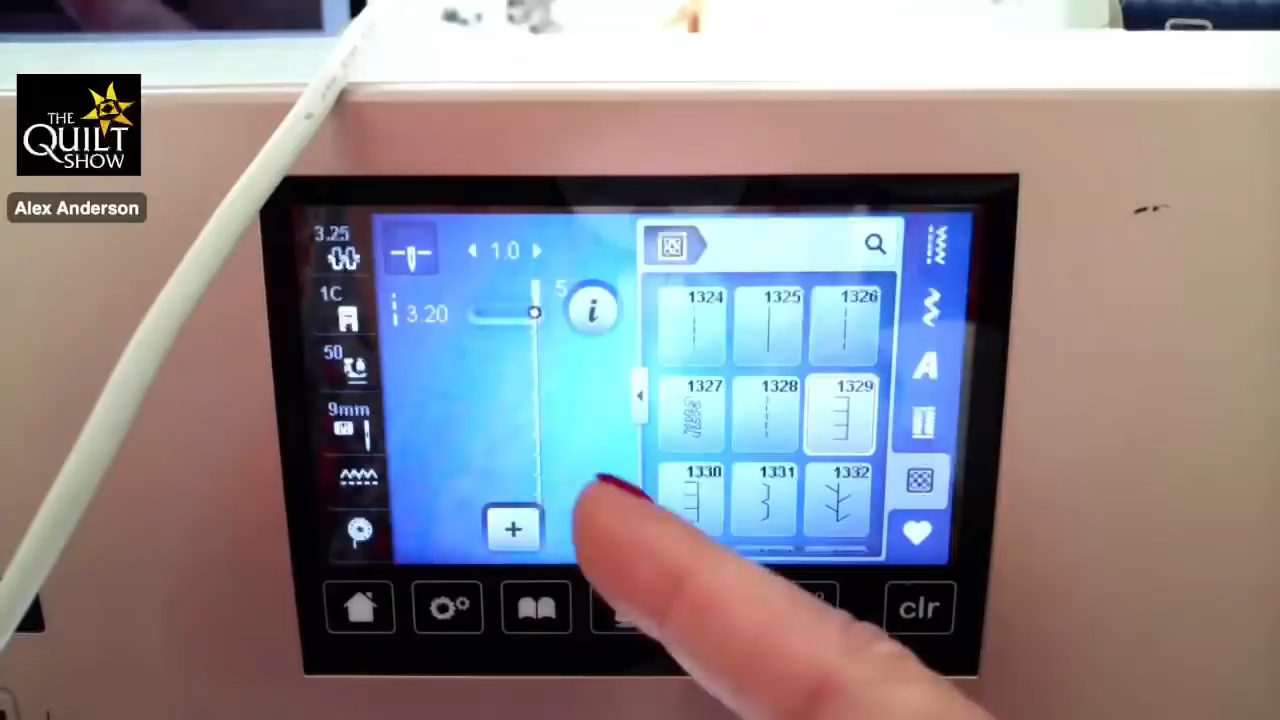 THE
QUILT
SHOW
Alex Anderson
3.25
1.0
1C
3.20
5
i
50
9mm
1324
1325
1326
1327
1328
1329
1330
1331
1332
A
+
clr